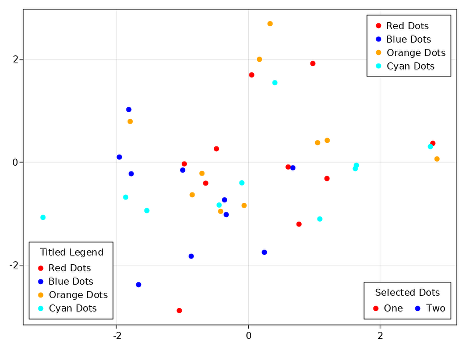 Red Dots
Blue Dots
Orange Dots
Cyan Dots
2
0
-2
Titled Legend
Red Dots
Blue Dots
Orange Dots
Cyan Dots
Selected Dots
One Two
-2 0 2